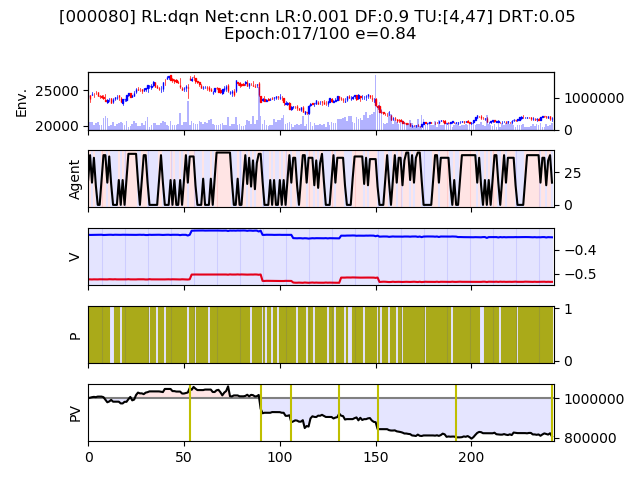 [000080] RL:dqn Net:cnn LR:0.001 DF:0.9 TU:[4,47] DRT:0.05
Epoch:017/100 e=0.84
Env.
25000
20000
1000000
0
Agent
25
0
V
−0.4
−0.5
P
1
0
PV
1000000
800000
0 50 100 150 200